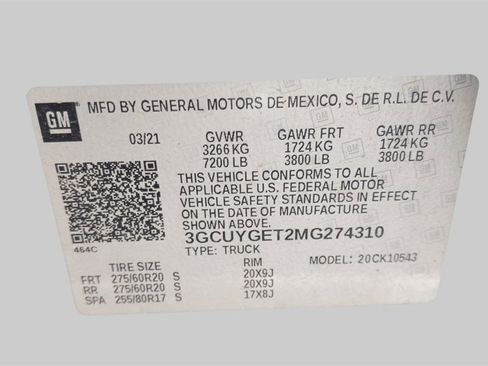 GM
MFD BY GENERAL MOTORS DE MEXICO, S. DE R.L. DE C.V.
03/21 GVWR GAWR FRT GAWR RR
3266 KG 1724 KG 1724 KG
7200 LB 3800 LB 3800 LB
THIS VEHICLE CONFORMS TO ALL
APPLICABLE U.S. FEDERAL MOTOR
VEHICLE SAFETY STANDARDS IN EFFECT
ON THE DATE OF MANUFACTURE
SHOWN ABOVE.
3GCUYGET2MG274310
464C TYPE: TRUCK MODEL: 20CK10543
TIRE SIZE RIM
FRT 275/60R20 S 20X9J
RR 275/60R20 S 20X9J
SPA 255/80R17 S 17X8J